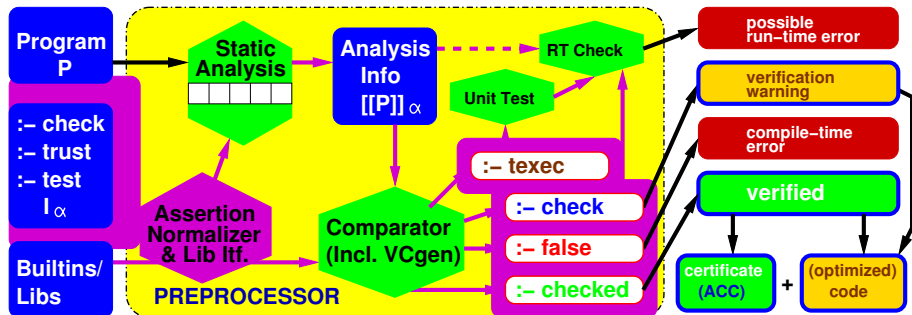 Program
P
:− check
:− trust
:− test
I α
Builtins/
Libs
Static
Analysis
Assertion
Normalizer
& Lib Itf.
PREPROCESSOR
Analysis
Info
[[P]] α
Comparator
(Incl. VCgen)
RT Check
Unit Test
:− texec
:− check
:− false
:− checked
possible
run−time error
verification
warning
compile−time
error
verified
certificate
(ACC)
+
(optimized)
code